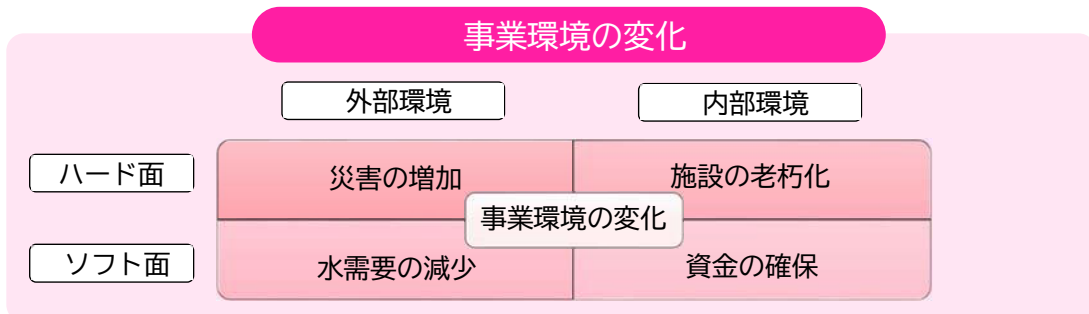 事業環境の変化
外部環境
内部環境
ハード面
災害の増加
施設の老朽化
事業環境の変化
ソフト面
水需要の減少
資金の確保